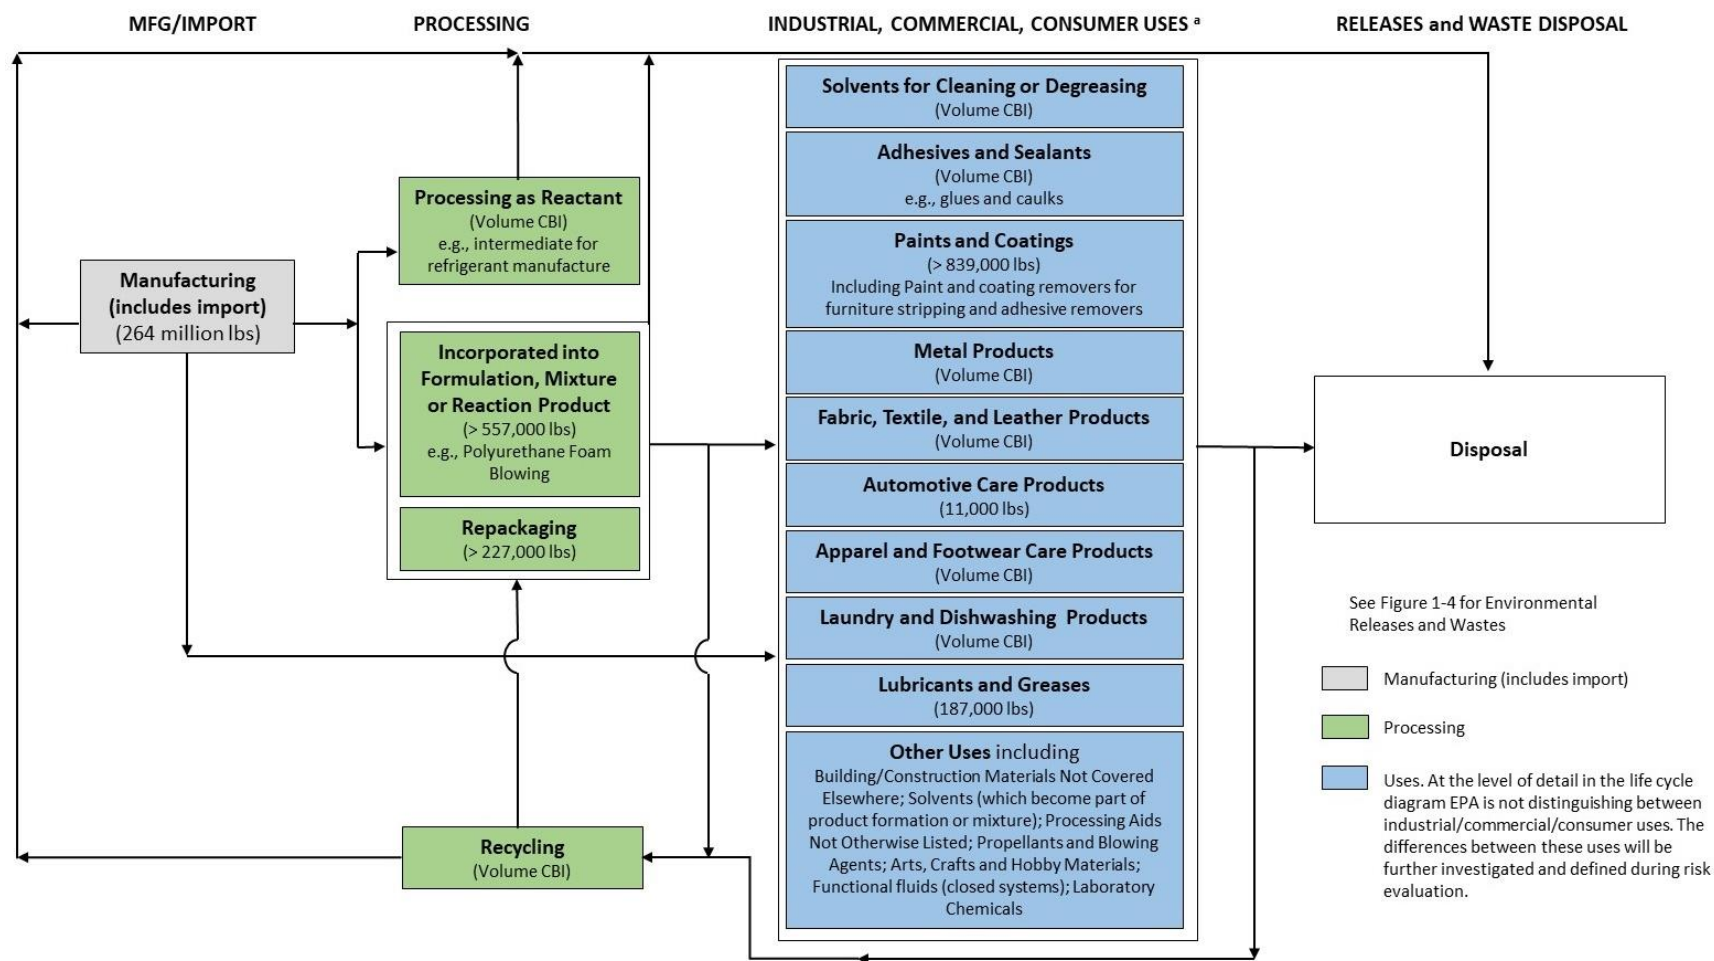 MFG/IMPORT
PROCESSING
INDUSTRIAL, COMMERCIAL, CONSUMER USES ª
RELEASES and WASTE DISPOSAL
Manufacturing
(includes import)
(264 million lbs)
Processing as Reactant
(Volume CBI)
e.g., intermediate for
refrigerant manufacture
Incorporated into
Formulation, Mixture
or Reaction Product
(> 557,000 lbs)
e.g., Polyurethane Foam
Blowing
Repackaging
(> 227,000 lbs)
Recycling
(Volume CBI)
Solvents for Cleaning or Degreasing
(Volume CBI)
Adhesives and Sealants
(Volume CBI)
e.g., glues and caulks
Paints and Coatings
(> 839,000 lbs)
Including Paint and coating removers for
furniture stripping and adhesive removers
Metal Products
(Volume CBI)
Fabric, Textile, and Leather Products
(Volume CBI)
Automotive Care Products
(11,000 lbs)
Apparel and Footwear Care Products
(Volume CBI)
Laundry and Dishwashing Products
(Volume CBI)
Lubricants and Greases
(187,000 lbs)
Other Uses including
Building/Construction Materials Not Covered
Elsewhere; Solvents (which become part of
product formation or mixture); Processing Aids
Not Otherwise Listed; Propellants and Blowing
Agents; Arts, Crafts and Hobby Materials;
Functional fluids (closed systems); Laboratory
Chemicals
Disposal
See Figure 1-4 for Environmental
Releases and Wastes
Manufacturing (includes import)
Processing
Uses. At the level of detail in the life cycle
diagram EPA is not distinguishing between
industrial/commercial/consumer uses. The
differences between these uses will be
further investigated and defined during risk
evaluation.